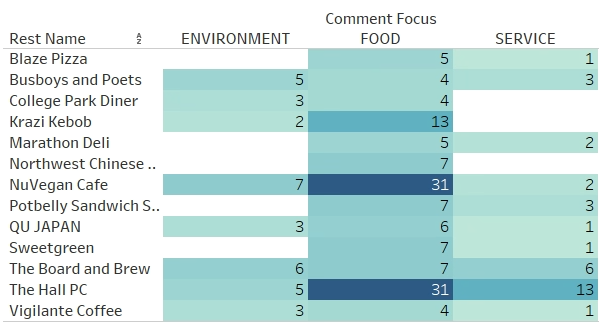 Comment Focus
Rest Name AZ ENVIRONMENT FOOD SERVICE
Blaze Pizza 5 1
Busboys and Poets 5 4 3
College Park Diner 3 4
Krazi Kebob 2 13
Marathon Deli 5 2
Northwest Chinese .. 7
NuVegan Cafe 7 31 2
Potbelly Sandwich S.. 7 3
QU JAPAN 3 6 1
Sweetgreen 7 1
The Board and Brew 6 7 6
The Hall PC 5 31 13
Vigilante Coffee 3 4 1